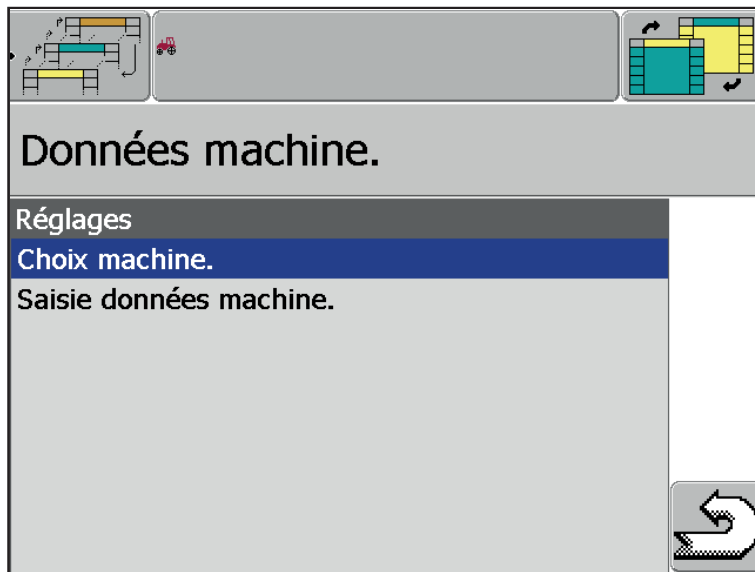 Données machine.
Réglages
Choix machine.
Saisie données machine.